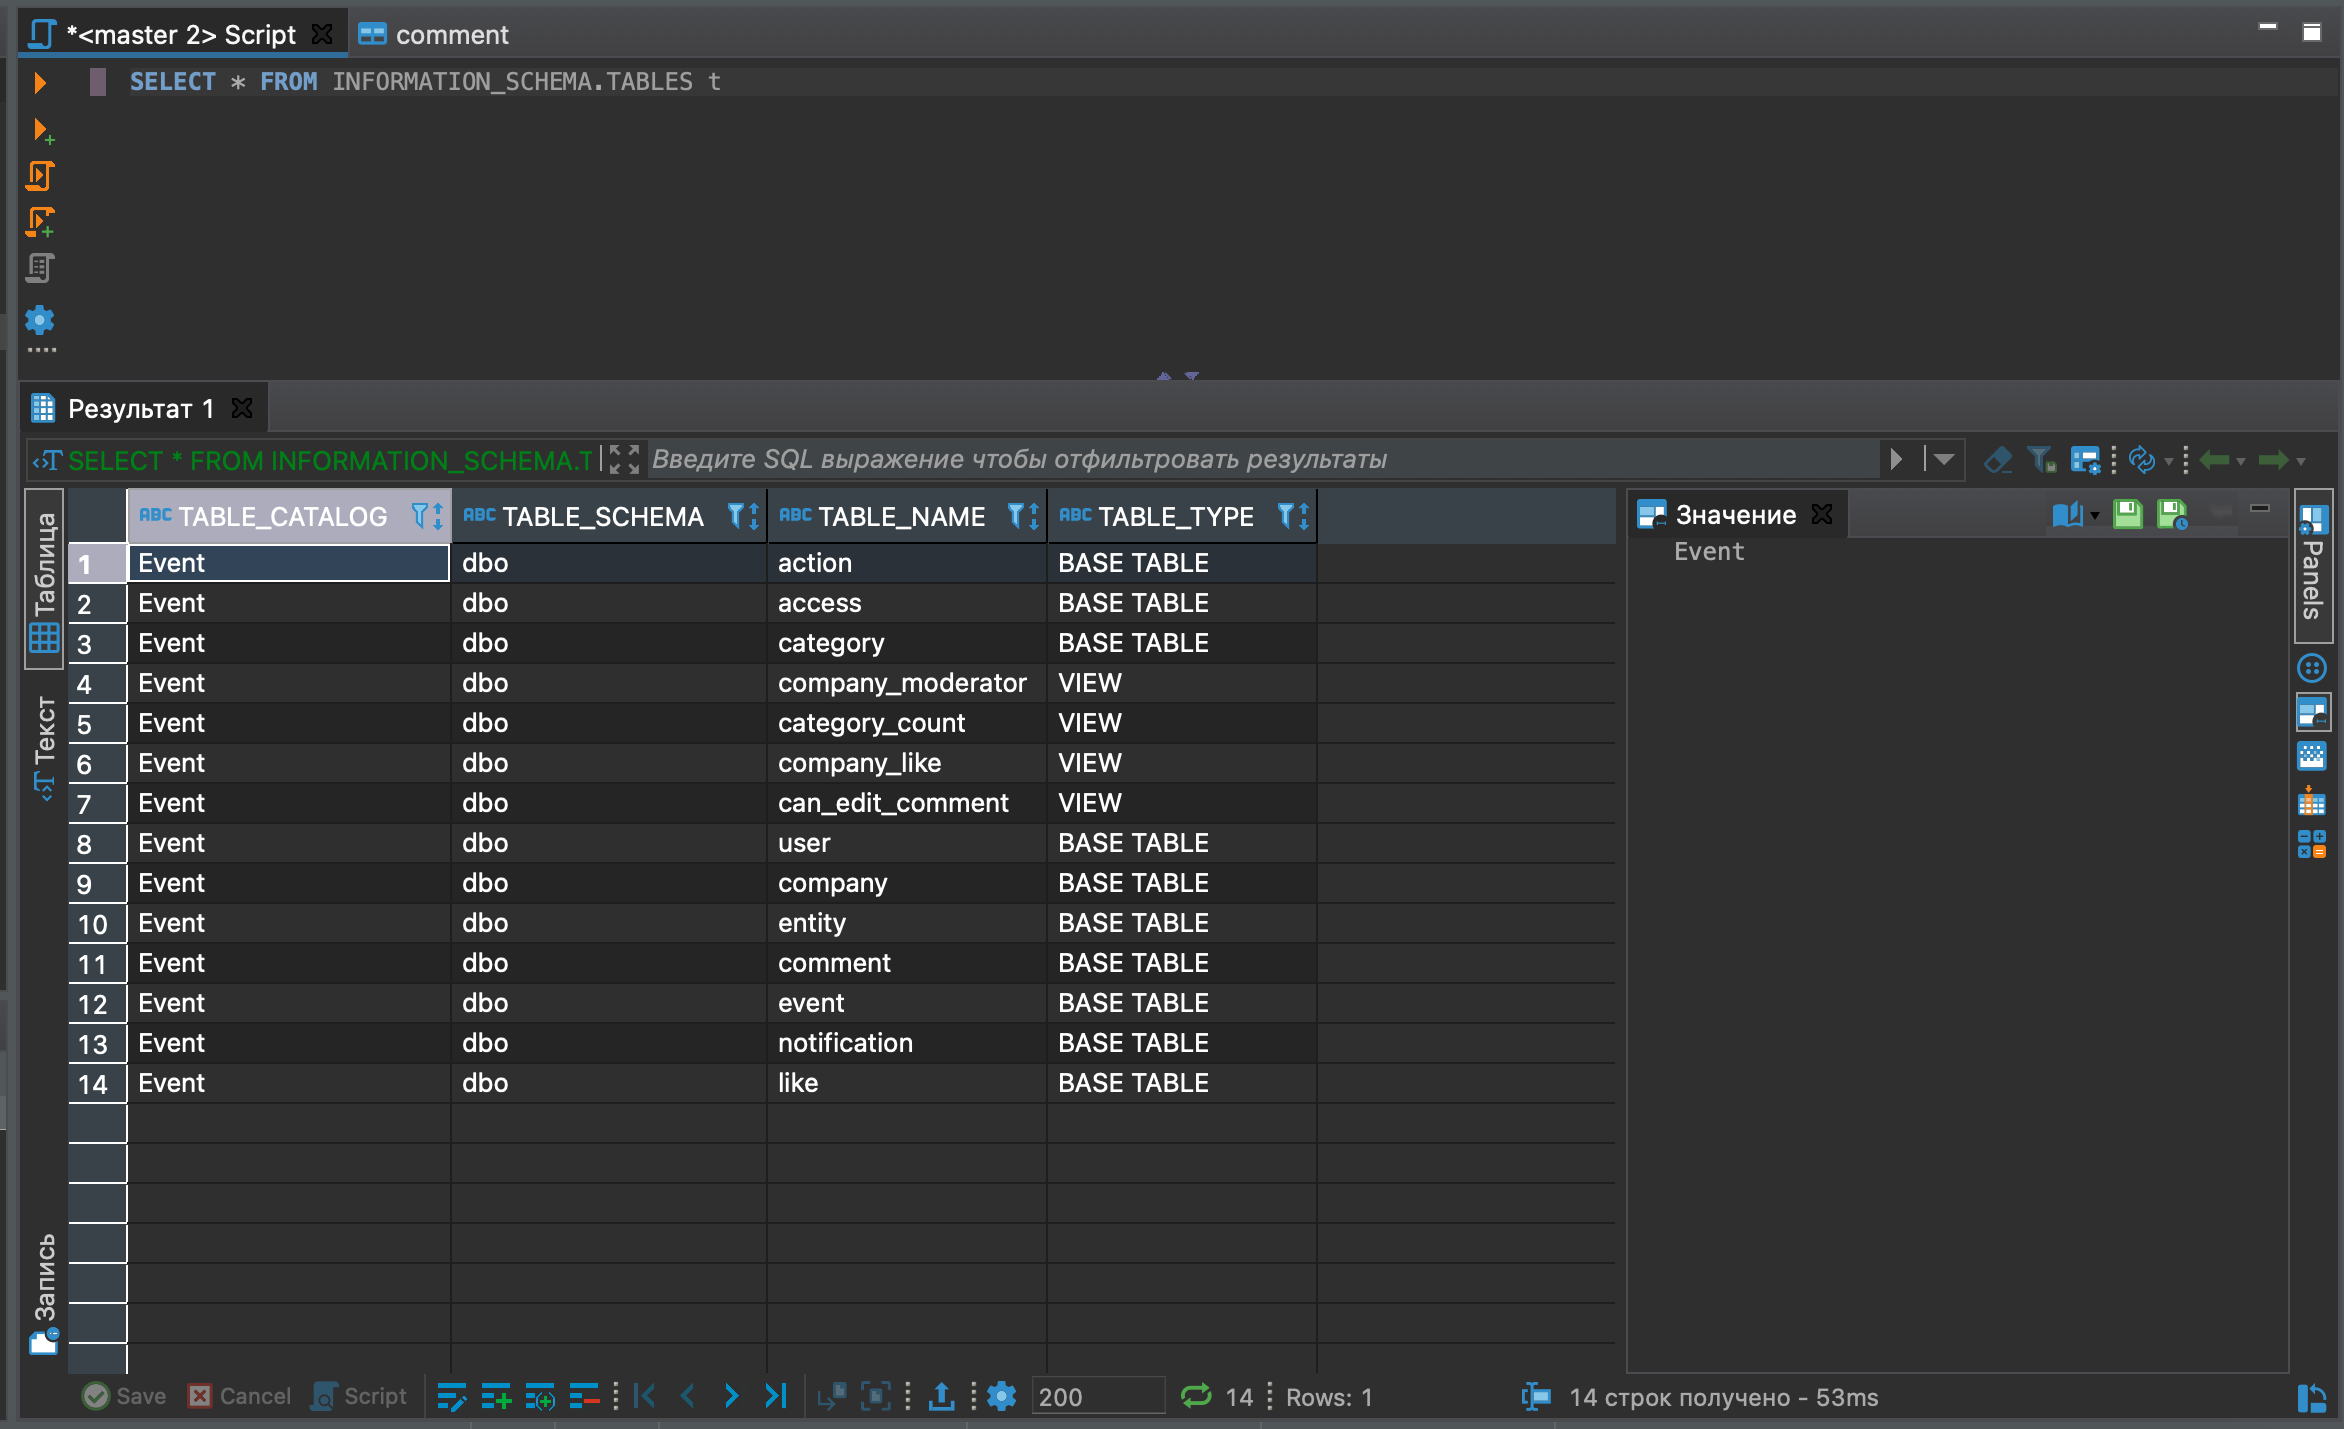 *<master 2> Script
comment
SELECT * FROM INFORMATION_SCHEMA.TABLES t
Результат 1
SELECT * FROM INFORMATION_SCHEMA.T
Введите SQL выражение чтобы отфильтровать результаты
Таблица
Текст
Запись
ABC TABLE_CATALOG ABC TABLE_SCHEMA ABC TABLE_NAME ABC TABLE_TYPE
1 Event dbo action BASE TABLE
2 Event dbo access BASE TABLE
3 Event dbo category BASE TABLE
4 Event dbo company_moderator VIEW
5 Event dbo category_count VIEW
6 Event dbo company_like VIEW
7 Event dbo can_edit_comment VIEW
8 Event dbo user BASE TABLE
9 Event dbo company BASE TABLE
10 Event dbo entity BASE TABLE
11 Event dbo comment BASE TABLE
12 Event dbo event BASE TABLE
13 Event dbo notification BASE TABLE
14 Event dbo like BASE TABLE
Значение
Event
Panels
Save Cancel Script 200 14 Rows: 1 14 строк получено - 53ms